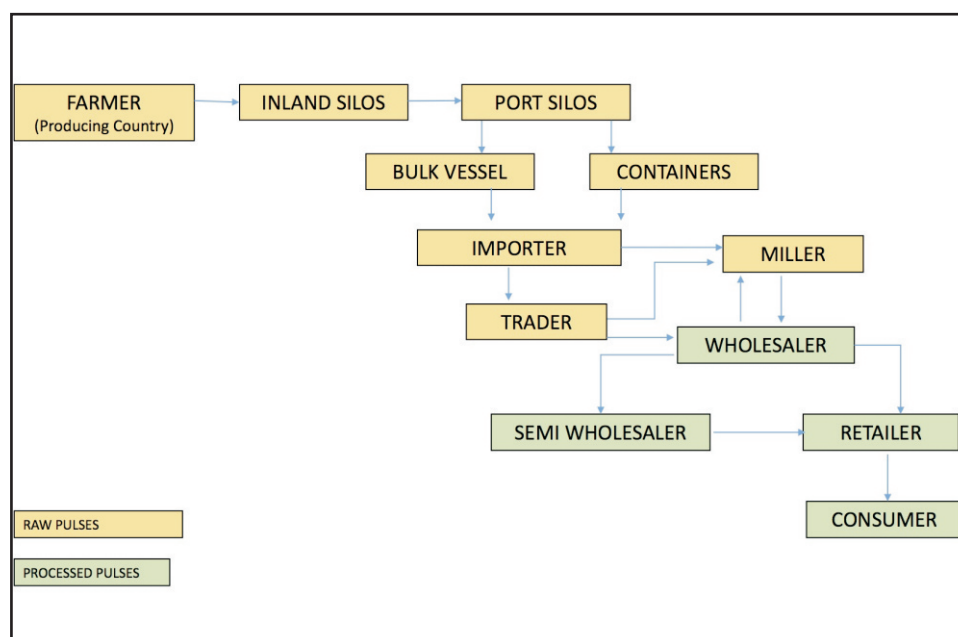 FARMER
(Producing Country)
INLAND SILOS
PORT SILOS
BULK VESSEL
CONTAINERS
IMPORTER
MILLER
TRADER
WHOLESALER
SEMI WHOLESALER
RETAILER
CONSUMER
RAW PULSES
PROCESSED PULSES